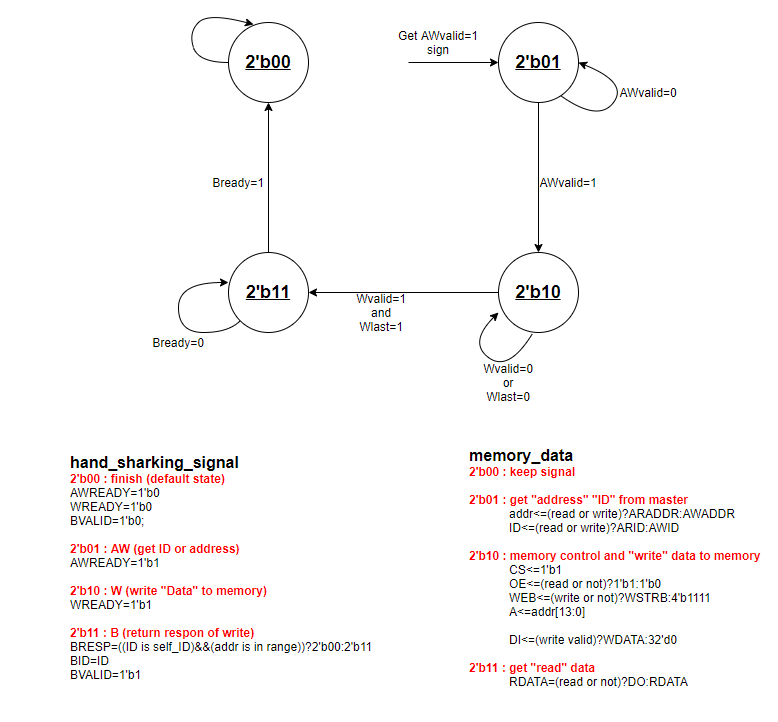 2'b00
Get AWvalid=1
sign
2'b01
AWvalid=0
Bready=1
AWvalid=1
2'b11
Wvalid=1
and
Wlast=1
2'b10
Bready=0
Wvalid=0
or
Wlast=0
hand_sharking_signal
2'b00 : finish (default state)
AWREADY=1'b0
WREADY=1'b0
BVALID=1'b0;
2'b01 : AW (get ID or address)
AWREADY=1'b1
2'b10 : W (write "Data" to memory)
WREADY=1'b1
2'b11 : B (return respon of write)
BRESP=((ID is self_ID)&&(addr is in range))?2'b00:2'b11
BID=ID
BVALID=1'b1
memory_data
2'b00 : keep signal
2'b01 : get "address" "ID" from master
addr<=(read or write)?ARADDR:AWADDR
ID<=(read or write)?ARID:AWID
2'b10 : memory control and "write" data to memory
CS<=1'b1
OE<=(read or not)?1'b1:1'b0
WEB<=(write or not)?WSTRB:4'b1111
A<=addr[13:0]
DI<=(write valid)?WDATA:32'd0
2'b11 : get "read" data
RDATA=(read or not)?DO:RDATA